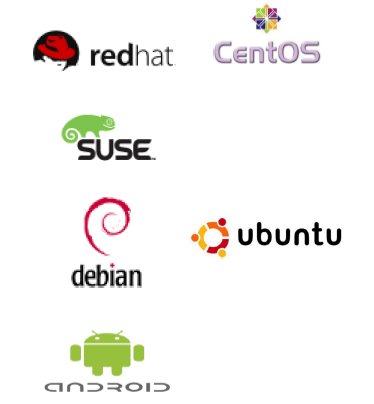 redhat
CentOS
SUSE
debian
ubuntu
ANDROID